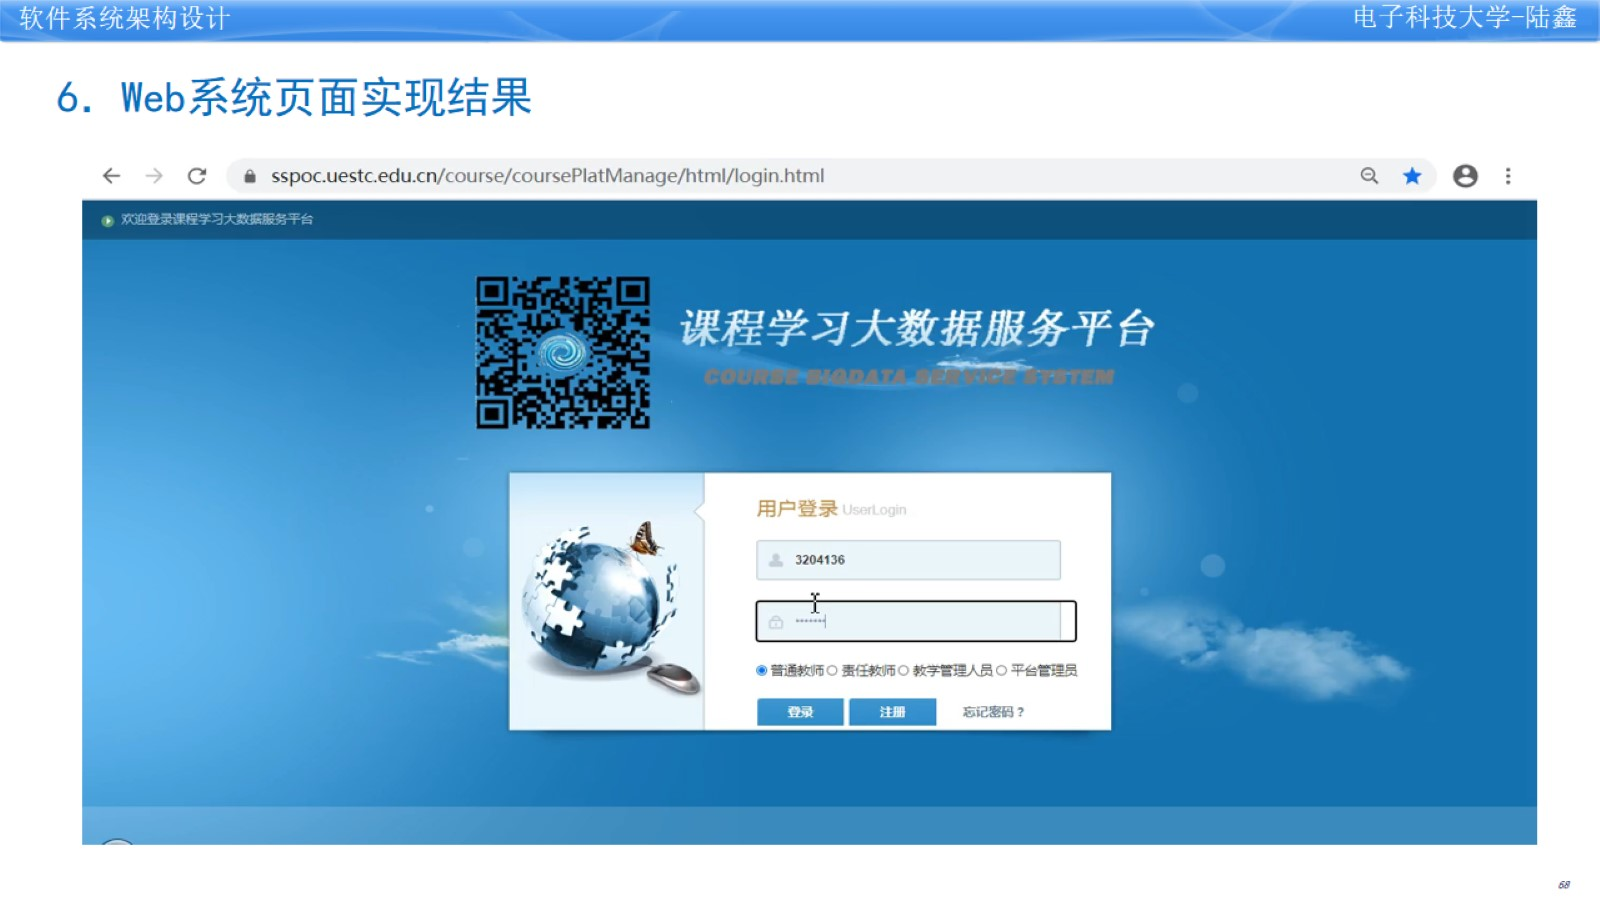 软件系统架构设计
电子科技大学-陆鑫
6. Web系统页面实现结果
sspoc.uestc.edu.cn/course/coursePlatManage/html/login.html
欢迎登录课程学习大数据服务平台
课程学习大数据服务平台
COURSE BIGDATA SERVICE SYSTEM
用户登录 UserLogin
3204136
•••••••
普通教师 责任教师 教学管理人员 平台管理员
登录 注册 忘记密码？
68